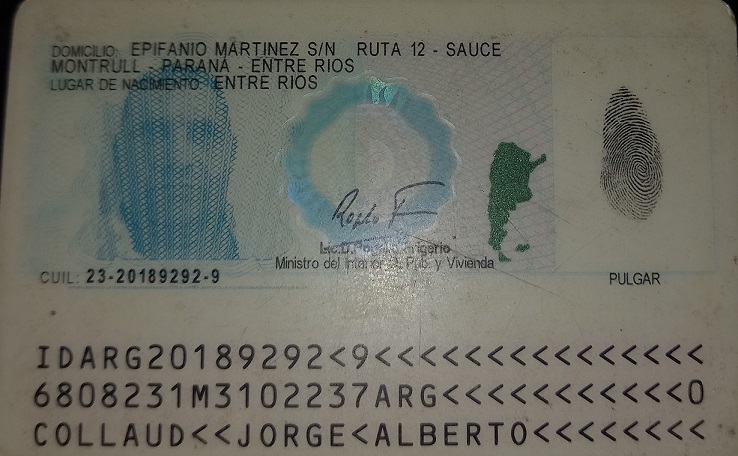 DOMICILIO: EPIFANIO MARTINEZ S/N RUTA 12 - SAUCE
MONTRULL - PARANÁ - ENTRE RIOS
LUGAR DE NACIMIENTO: ENTRE RIOS
Ministro del Interior O. Púb. y Vivienda
CUIL: 23-20189292-9
PULGAR
IDARG20189292<9<<<<<<<<<<<<<<<
6808231M3102237ARG<<<<<<<<<<<0
COLLAUD<<JORGE<ALBERTO<<<<<<<<